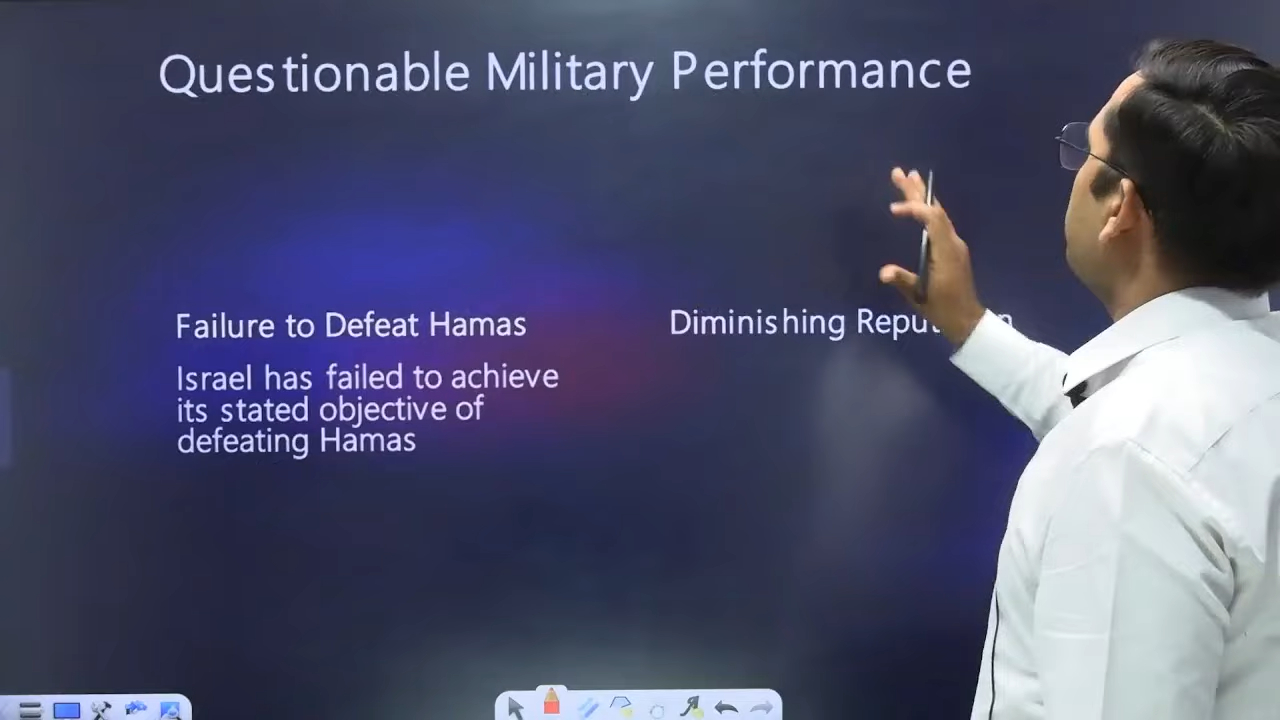 Questionable Military Performance
Failure to Defeat Hamas
Israel has failed to achieve
its stated objective of
defeating Hamas
Diminishing